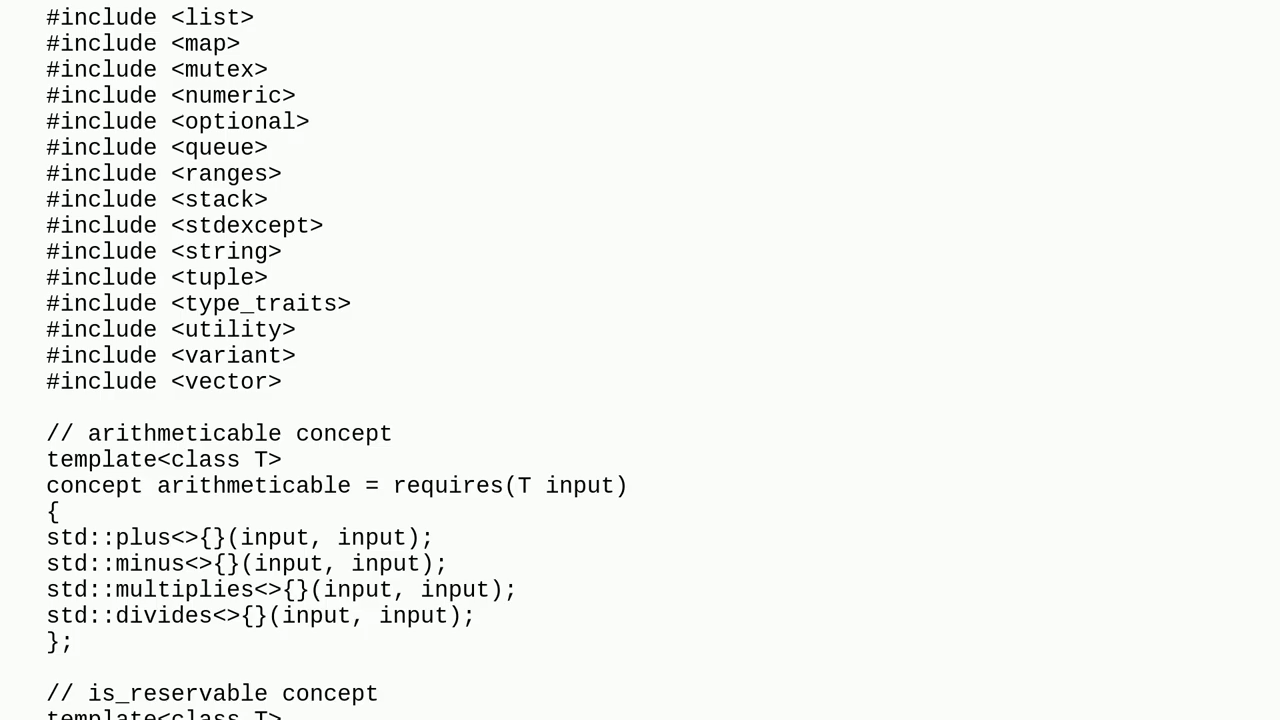 #include <list>
#include <map>
#include <mutex>
#include <numeric>
#include <optional>
#include <queue>
#include <ranges>
#include <stack>
#include <stdexcept>
#include <string>
#include <tuple>
#include <type_traits>
#include <utility>
#include <variant>
#include <vector>
// arithmeticable concept
template<class T>
concept arithmeticable = requires(T input)
{
std::plus<>{}(input, input);
std::minus<>{}(input, input);
std::multiplies<>{}(input, input);
std::divides<>{}(input, input);
};
// is_reservable concept
template<class T>